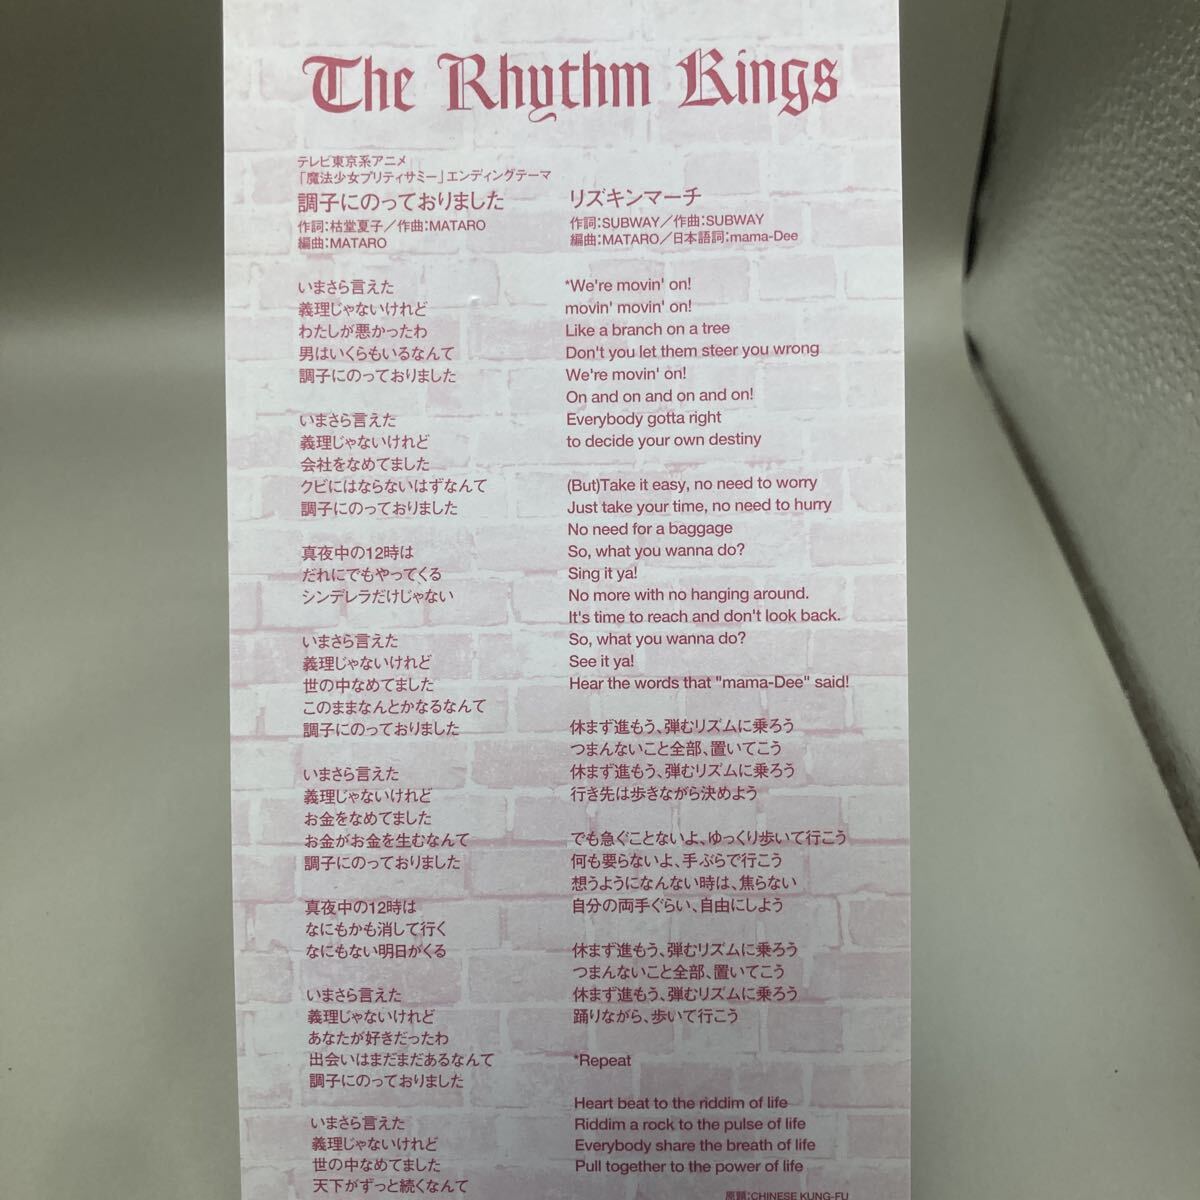 The Rhythm Kings
テレビ東京系アニメ
「魔法少女プリティサミー」エンディングテーマ
調子にのっておりました
作詞:枯堂夏子／作曲:MATARO
編曲:MATARO
いまさら言えた
義理じゃないけれど
わたしが悪かったわ
男はいくらもいるなんて
調子にのっておりました
いまさら言えた
義理じゃないけれど
会社をなめてました
クビにはならないはずなんて
調子にのっておりました
真夜中の12時は
だれにでもやってくる
シンデレラだけじゃない
いまさら言えた
義理じゃないけれど
世の中なめてました
このままなんとかなるなんて
調子にのっておりました
いまさら言えた
義理じゃないけれど
お金をなめてました
お金がお金を生むなんて
調子にのっておりました
真夜中の12時は
なにもかも消して行く
なにもない明日がくる
いまさら言えた
義理じゃないけれど
あなたが好きだったわ
出会いはまだまだあるなんて
調子にのっておりました
いまさら言えた
義理じゃないけれど
世の中なめてました
天下がずっと続くなんて
リズキンマーチ
作詞:SUBWAY／作曲:SUBWAY
編曲:MATARO／日本語詞:mama-Dee
*We're movin' on!
movin' movin' on!
Like a branch on a tree
Don't you let them steer you wrong
We're movin' on!
On and on and on and on!
Everybody gotta right
to decide your own destiny
(But)Take it easy, no need to worry
Just take your time, no need to hurry
No need for a baggage
So, what you wanna do?
Sing it ya!
No more with no hanging around.
It's time to reach and don't look back.
So, what you wanna do?
See it ya!
Hear the words that "mama-Dee" said!
休まず進もう、弾むリズムに乗ろう
つまんないこと全部、置いてこう
休まず進もう、弾むリズムに乗ろう
行き先は歩きながら決めよう
でも急ぐことないよ、ゆっくり歩いて行こう
何も要らないよ、手ぶらで行こう
想うようになんない時は、焦らない
自分の両手ぐらい、自由にしよう
休まず進もう、弾むリズムに乗ろう
つまんないこと全部、置いてこう
休まず進もう、弾むリズムに乗ろう
踊りながら、歩いて行こう
*Repeat
Heart beat to the riddim of life
Riddim a rock to the pulse of life
Everybody share the breath of life
Pull together to the power of life
原題:CHINESE KUNG-FU